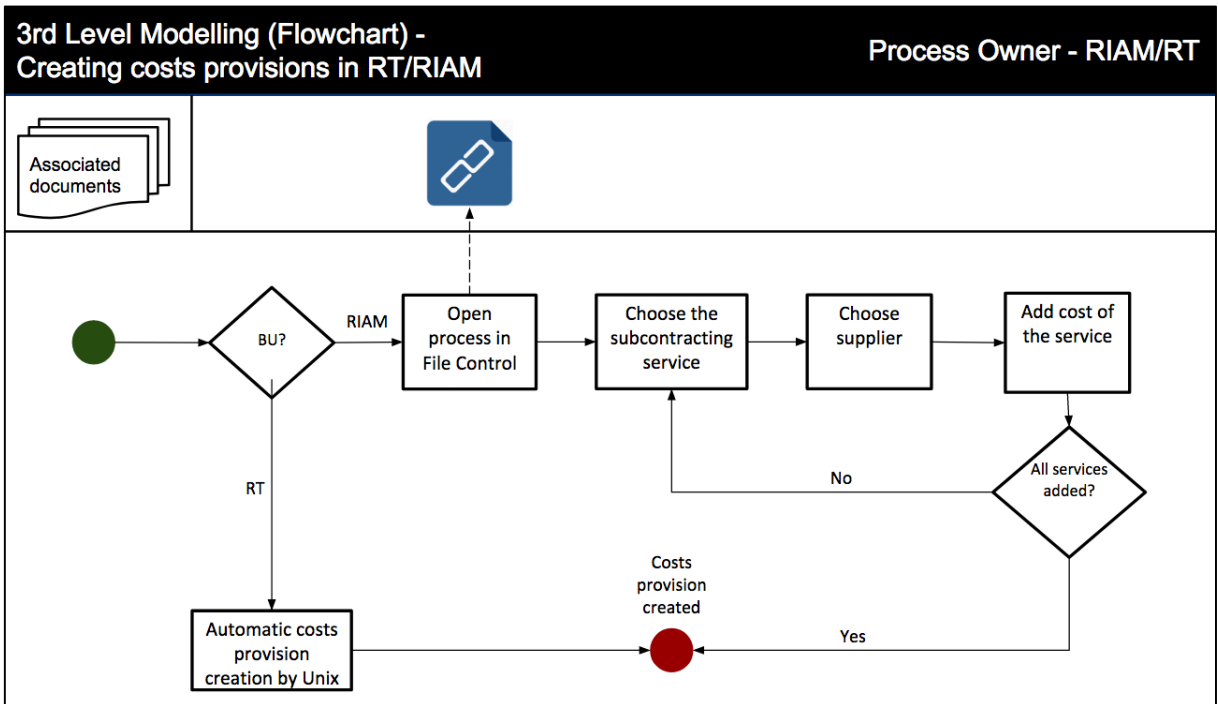 3rd Level Modelling (Flowchart) -
Creating costs provisions in RT/RIAM
Process Owner - RIAM/RT
Associated
documents
BU?
RIAM
Open
process in
File Control
Choose the
subcontracting
service
Choose
supplier
Add cost of
the service
All services
added?
No
RT
Costs
provision
created
Yes
Automatic costs
provision
creation by Unix